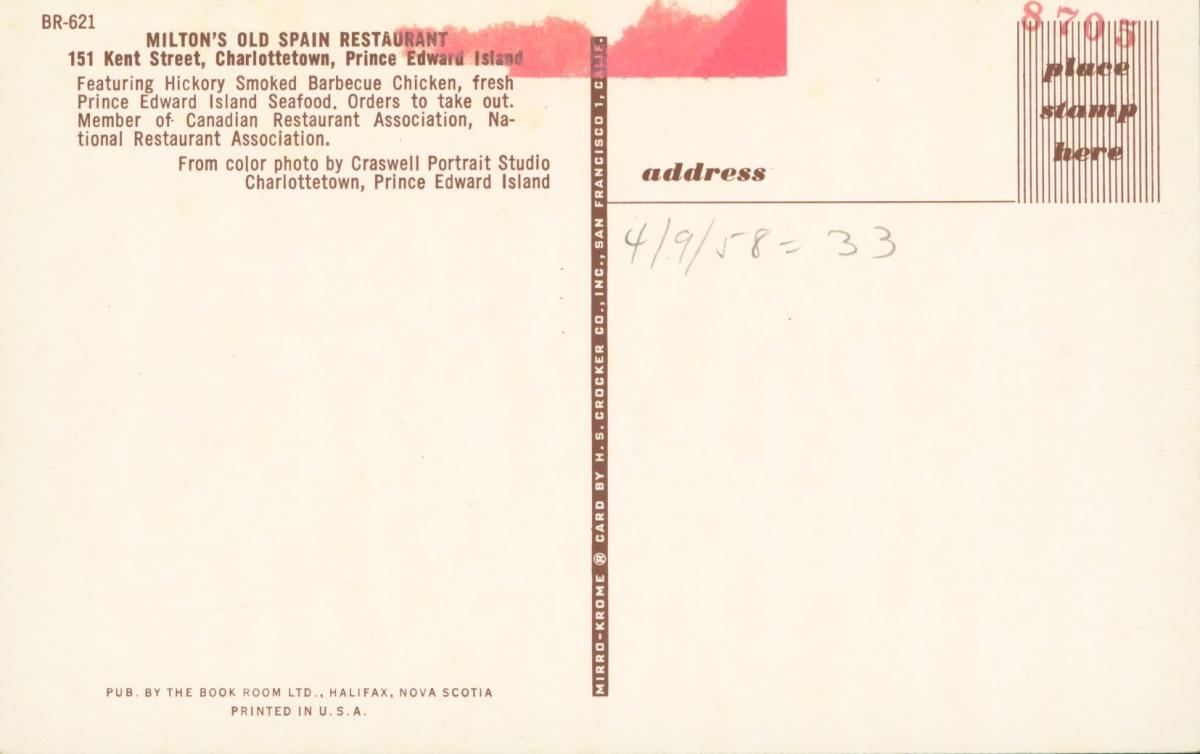 BR-621
MILTON'S OLD SPAIN RESTAURANT
151 Kent Street, Charlottetown, Prince Edward Island
Featuring Hickory Smoked Barbecue Chicken, fresh
Prince Edward Island Seafood. Orders to take out.
Member of Canadian Restaurant Association, Na-
tional Restaurant Association.
From color photo by Craswell Portrait Studio
Charlottetown, Prince Edward Island
PUB. BY THE BOOK ROOM LTD., HALIFAX, NOVA SCOTIA
PRINTED IN U.S.A.
MIRRO-KROME ® CARD BY H. S. CROCKER CO., INC., SAN FRANCISCO 1, CALIF.
8705
place
stamp
here
address
4/9/58 = 33